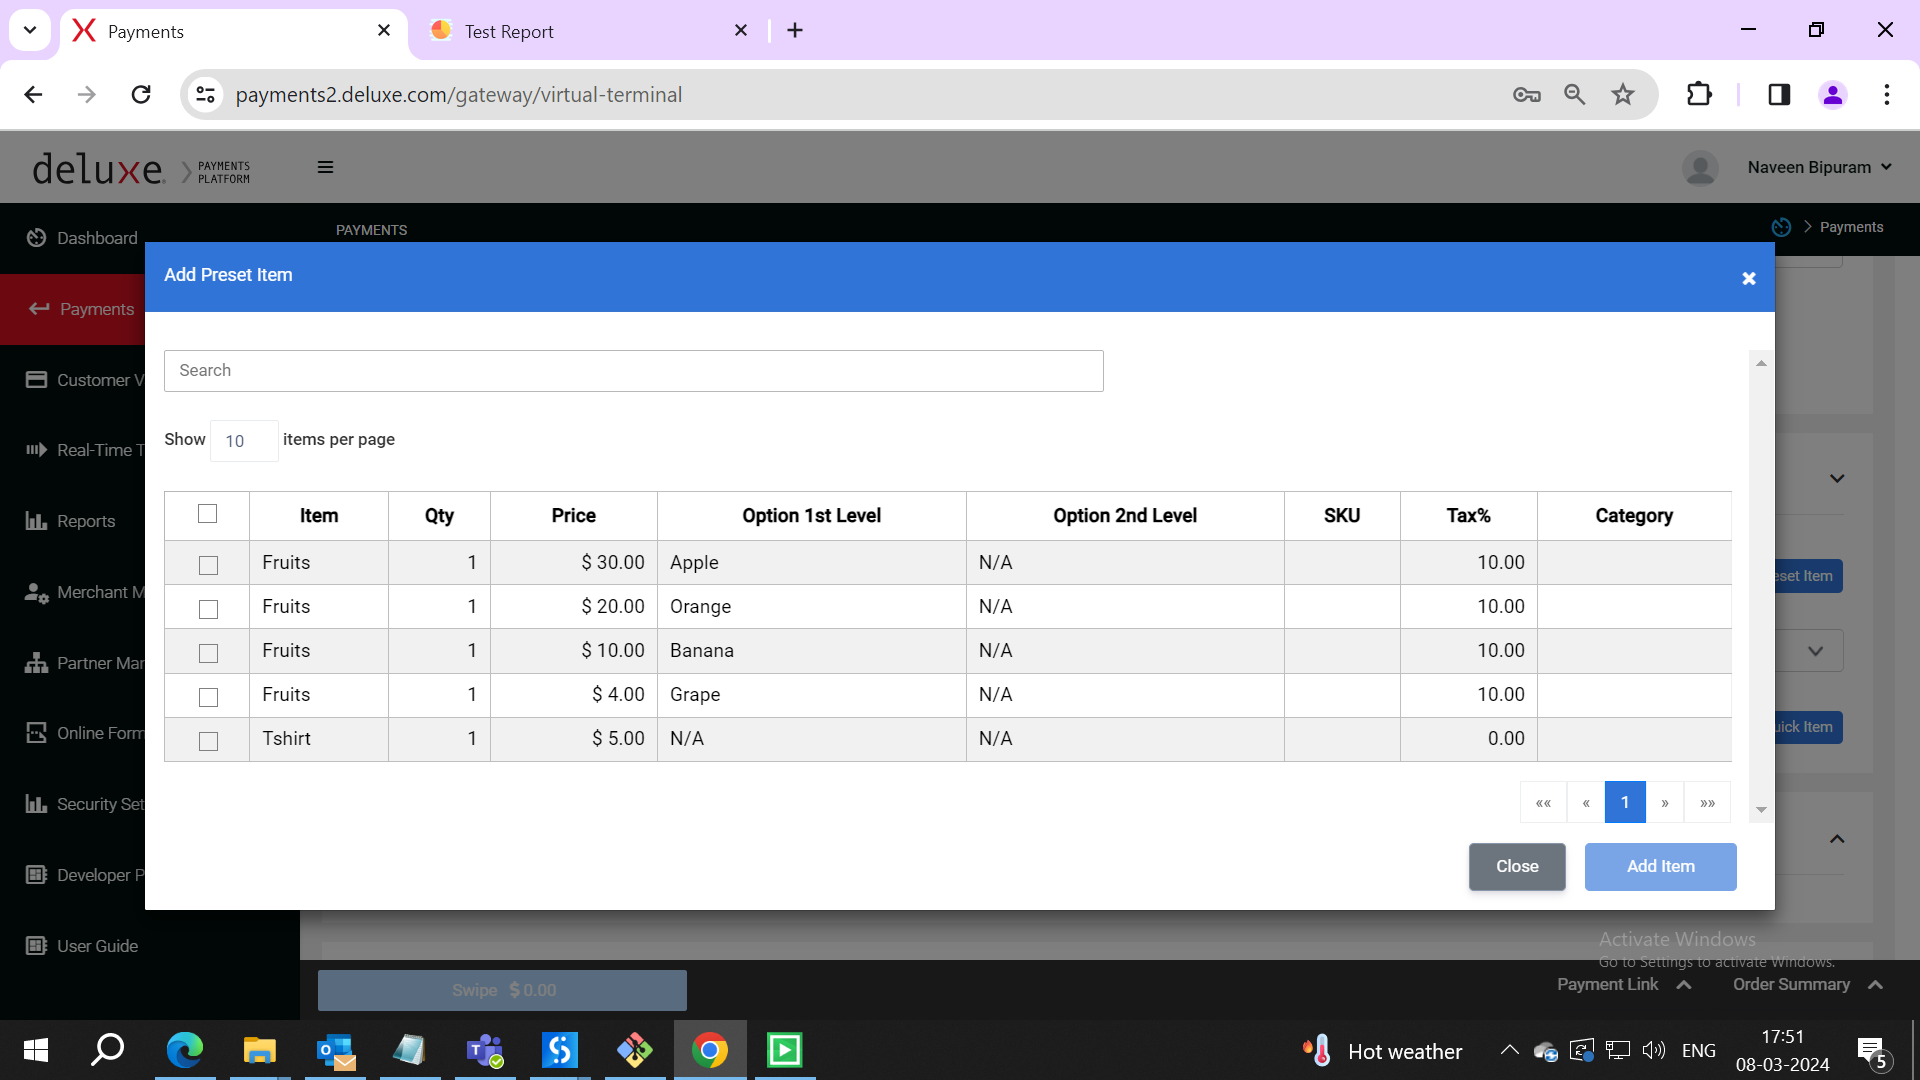 Payments
Test Report
payments2.deluxe.com/gateway/virtual-terminal
deluxe. PAYMENTS PLATFORM
Naveen Bipuram
Dashboard
PAYMENTS
Payments
Add Preset Item
Payments
Search
Customer V
Show 10 items per page
Real-Time T
Item Qty Price Option 1st Level Option 2nd Level SKU Tax% Category
Reports
Fruits 1 $ 30.00 Apple N/A 10.00
eset Item
Merchant M
Fruits 1 $ 20.00 Orange N/A 10.00
Fruits 1 $ 10.00 Banana N/A 10.00
Partner Mar
Fruits 1 $ 4.00 Grape N/A 10.00
Tshirt 1 $ 5.00 N/A N/A 0.00
Online Form
uick Item
«« « 1 » »»
Security Set
Close Add Item
Developer P
User Guide
Activate Windows
Go to Settings to activate Windows.
Swipe $ 0.00
Payment Link Order Summary
Hot weather
ENG
17:51
08-03-2024
5